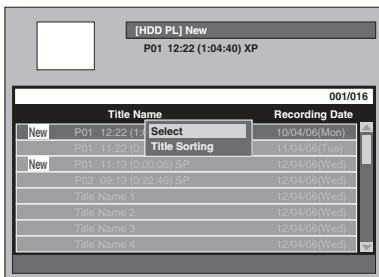 [HDD PL] New
P01 12:22 (1:04:40) XP
001/016
Title Name Recording Date
New P01 12:22 (1:0 10/04/06(Mon)
Select
P01 11:22 (0: 11/04/06(Tue)
Title Sorting
New P01 11:19 (0:00:06) SP 12/04/06(Wed)
P02 09:19 (0:22:40) SP 12/04/06(Wed)
Title Name 1 12/04/06(Wed)
Title Name 2 12/04/06(Wed)
Title Name 3 12/04/06(Wed)
Title Name 4 12/04/06(Wed)